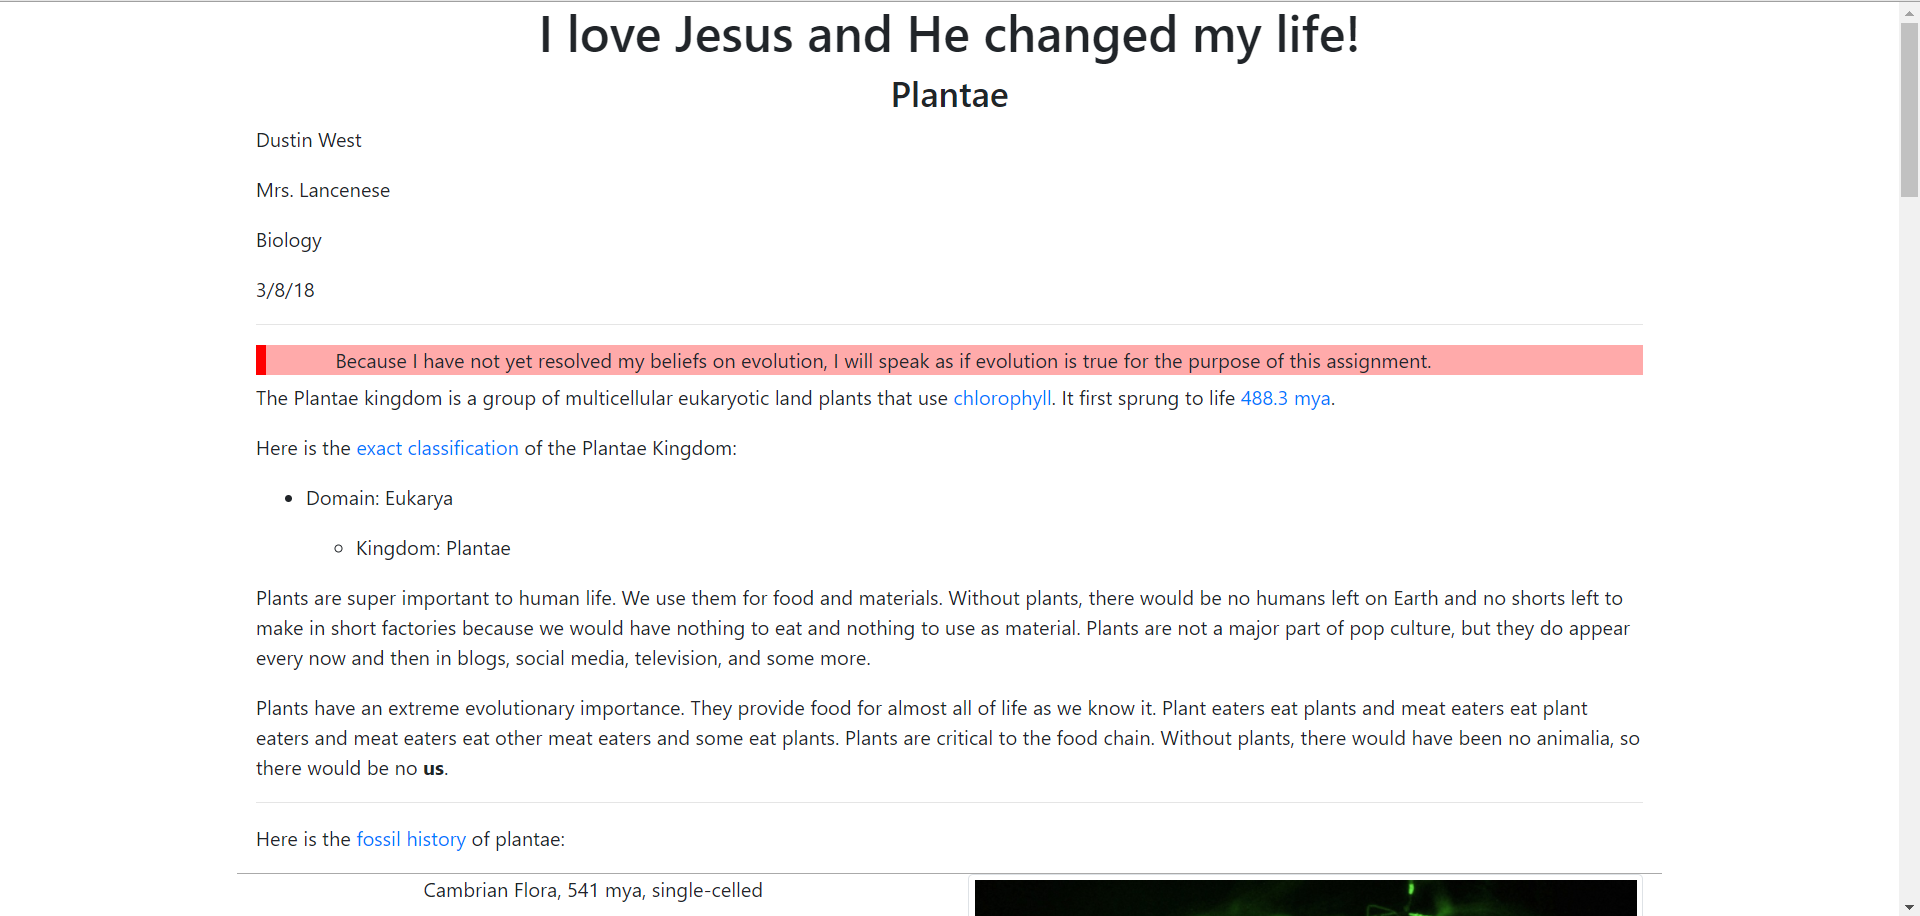 I love Jesus and He changed my life!
Plantae
Dustin West
Mrs. Lancenese
Biology
3/8/18
Because I have not yet resolved my beliefs on evolution, I will speak as if evolution is true for the purpose of this assignment.
The Plantae kingdom is a group of multicellular eukaryotic land plants that use chlorophyll. It first sprung to life 488.3 mya.
Here is the exact classification of the Plantae Kingdom:
Domain: Eukarya
Kingdom: Plantae
Plants are super important to human life. We use them for food and materials. Without plants, there would be no humans left on Earth and no shorts left to
make in short factories because we would have nothing to eat and nothing to use as material. Plants are not a major part of pop culture, but they do appear
every now and then in blogs, social media, television, and some more.
Plants have an extreme evolutionary importance. They provide food for almost all of life as we know it. Plant eaters eat plants and meat eaters eat plant
eaters and meat eaters eat other meat eaters and some eat plants. Plants are critical to the food chain. Without plants, there would have been no animalia, so
there would be no us.
Here is the fossil history of plantae:
Cambrian Flora, 541 mya, single-celled